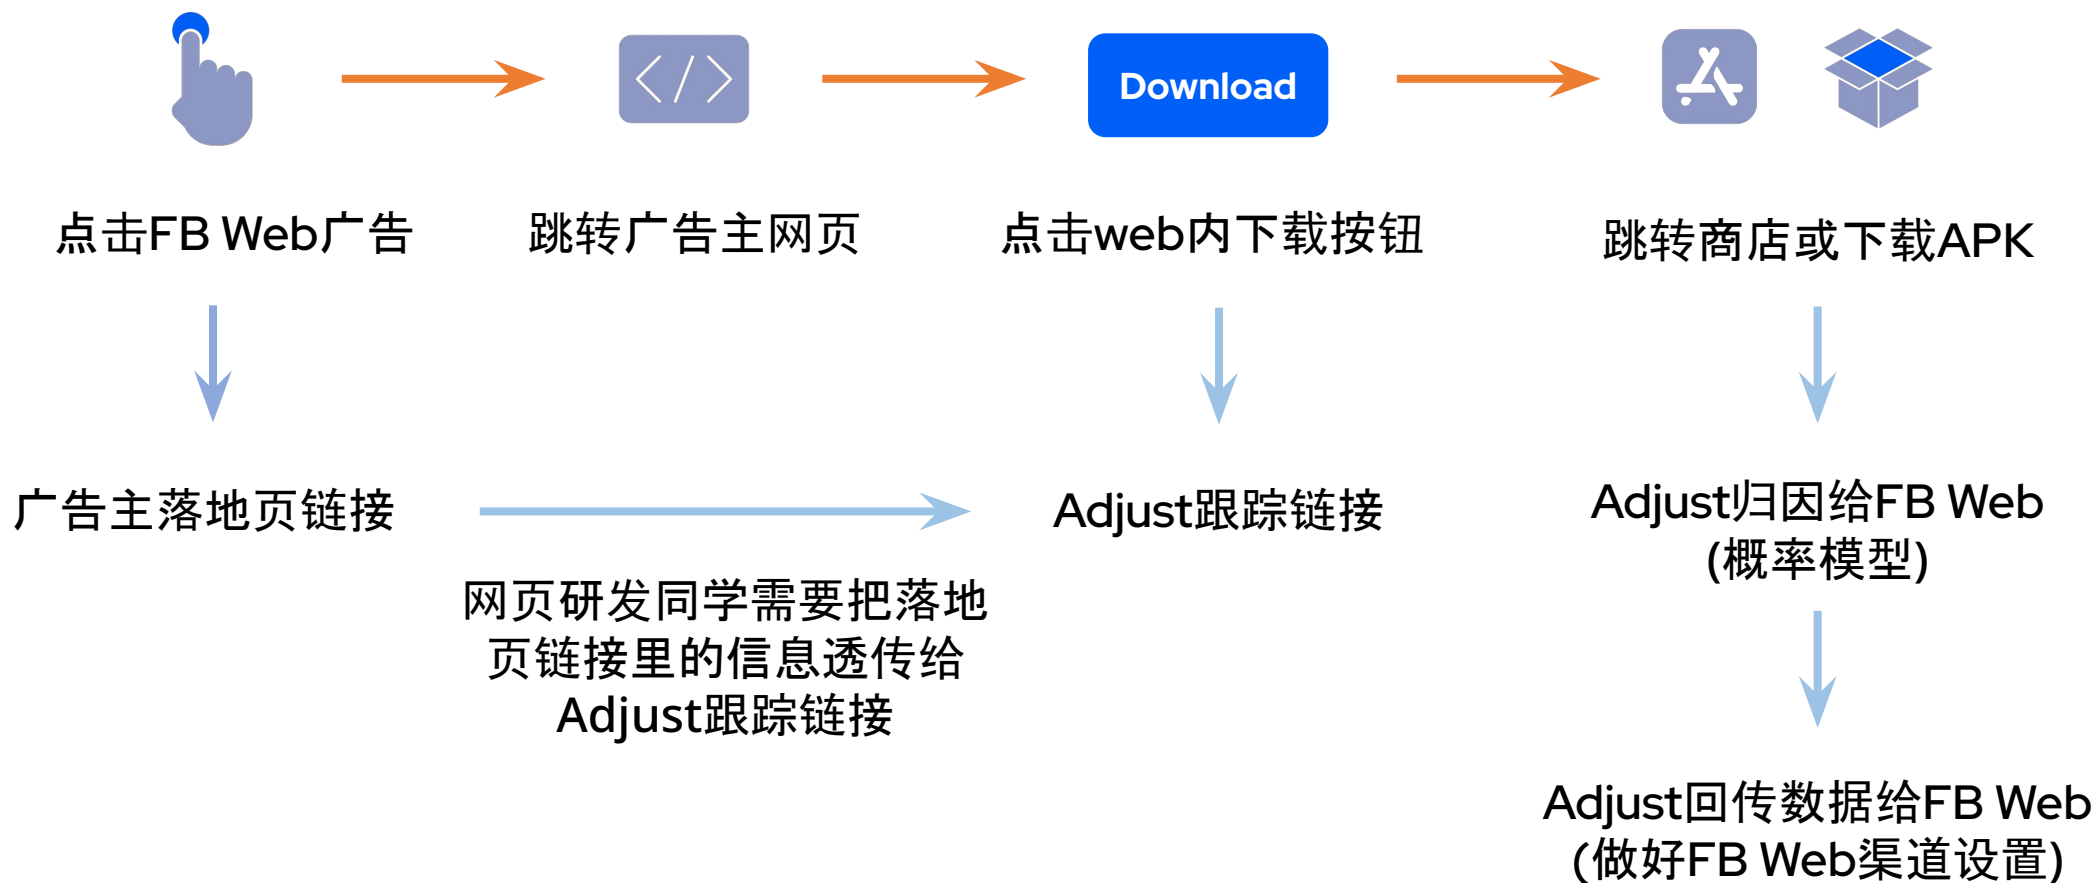 Download
点击FB Web广告
跳转广告主网页
点击web内下载按钮
跳转商店或下载APK
广告主落地页链接
Adjust跟踪链接
Adjust归因给FB Web
(概率模型)
网页研发同学需要把落地
页链接里的信息透传给
Adjust跟踪链接
Adjust回传数据给FB Web
(做好FB Web渠道设置)